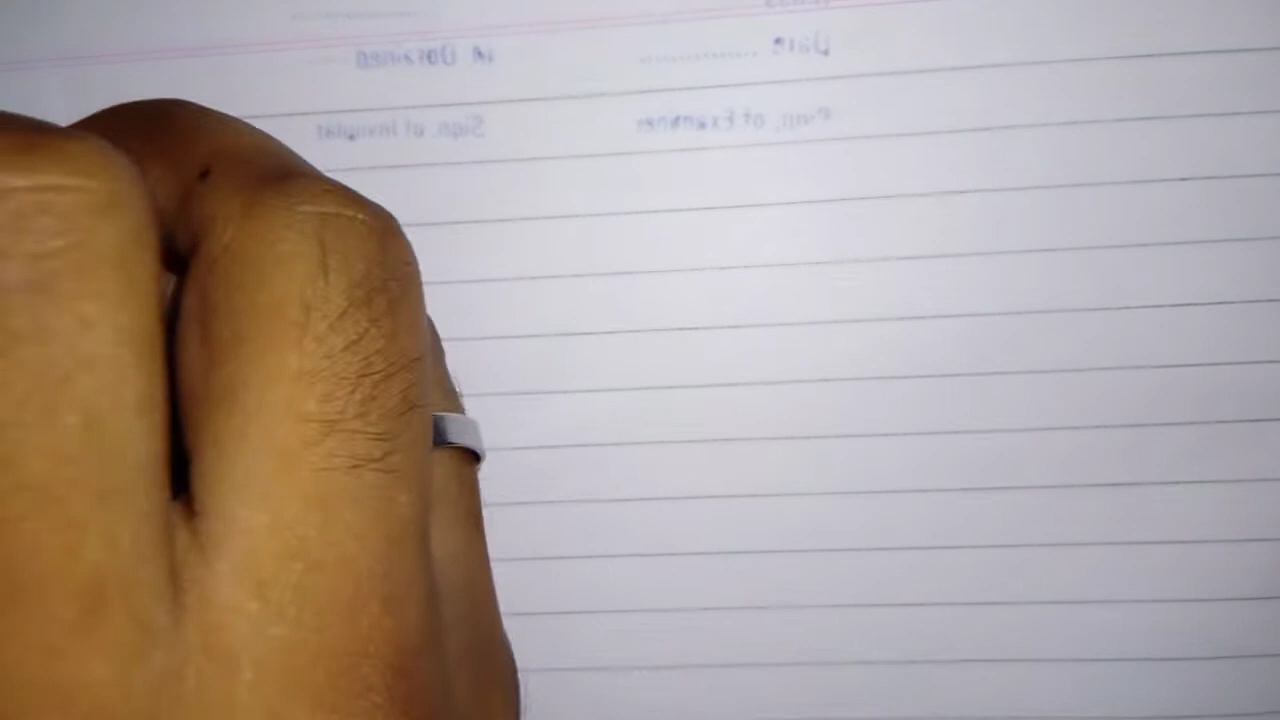 Date
M Obtained
Sign. of Examiner
Sign. of Invigilator